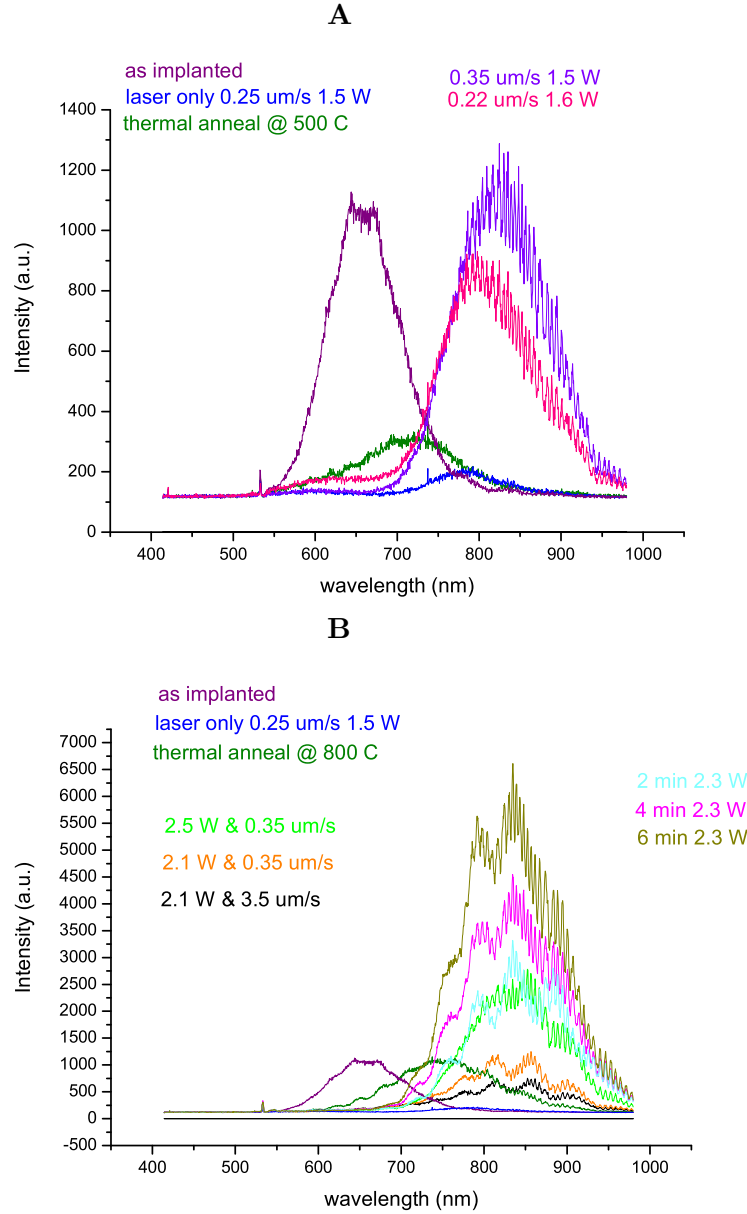 A
as implanted
laser only 0.25 um/s 1.5 W
thermal anneal @ 500 C
0.35 um/s 1.5 W
0.22 um/s 1.6 W
1400
1200
1000
800
600
400
200
0
Intensity (a.u.)
400 500 600 700 800 900 1000
wavelength (nm)
B
as implanted
laser only 0.25 um/s 1.5 W
thermal anneal @ 800 C
2.5 W & 0.35 um/s
2.1 W & 0.35 um/s
2.1 W & 3.5 um/s
2 min 2.3 W
4 min 2.3 W
6 min 2.3 W
7000
6500
6000
5500
5000
4500
4000
3500
3000
2500
2000
1500
1000
500
0
-500
Intensity (a.u.)
400 500 600 700 800 900 1000
wavelength (nm)